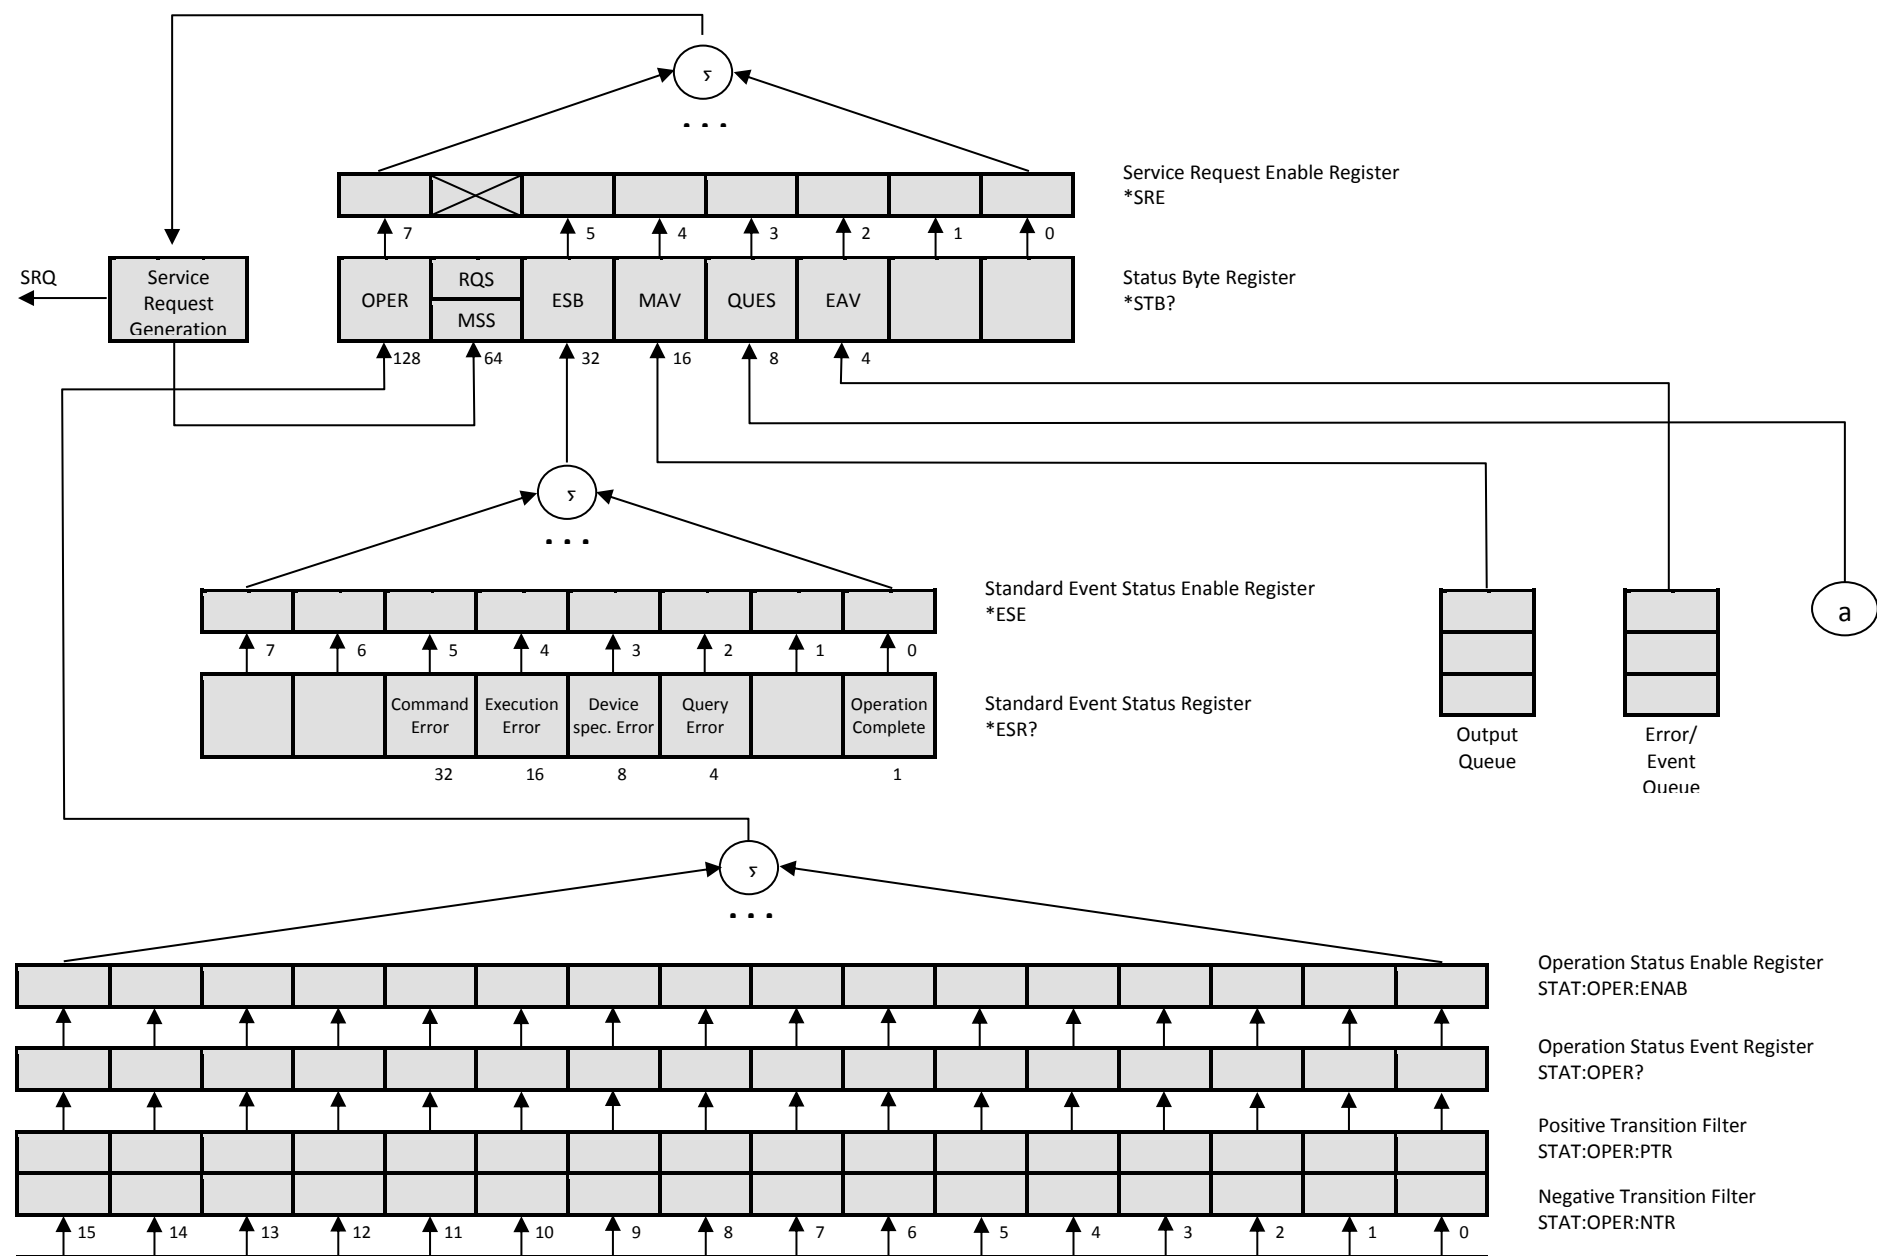 Σ
. . .
Service Request Enable Register
*SRE
7 5 4 3 2 1 0
SRQ
Service
Request
Generation
OPER
RQS
MSS
ESB
MAV
QUES
EAV
Status Byte Register
*STB?
128 64 32 16 8 4
Σ
. . .
Standard Event Status Enable Register
*ESE
7 6 5 4 3 2 1 0
Command
Error
Execution
Error
Device
spec. Error
Query
Error
Operation
Complete
Standard Event Status Register
*ESR?
32 16 8 4 1
Output
Queue
Error/
Event
Queue
a
Σ
. . .
Operation Status Enable Register
STAT:OPER:ENAB
Operation Status Event Register
STAT:OPER?
Positive Transition Filter
STAT:OPER:PTR
Negative Transition Filter
STAT:OPER:NTR
15 14 13 12 11 10 9 8 7 6 5 4 3 2 1 0